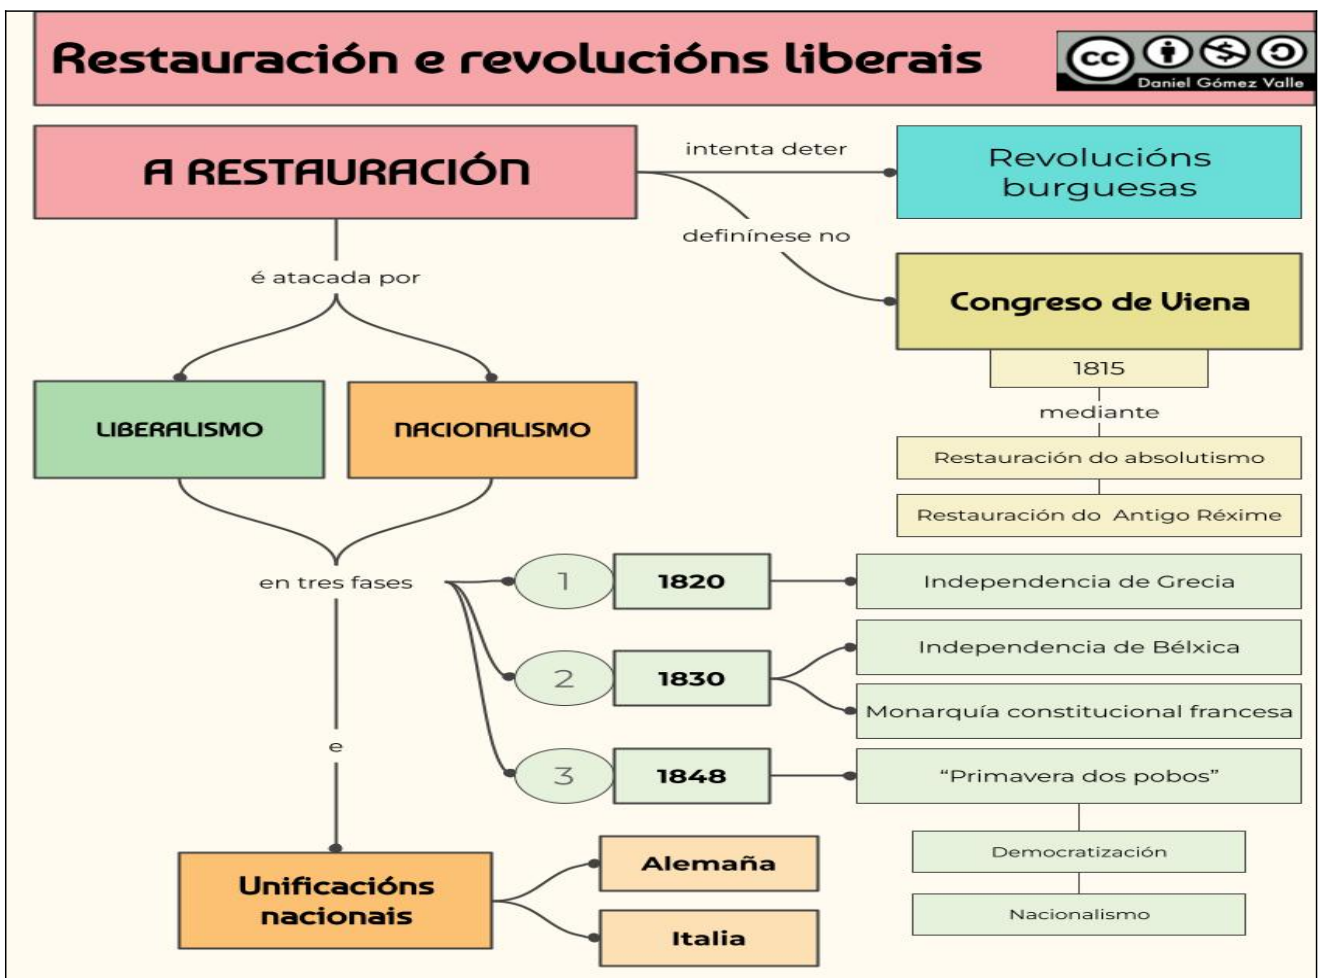 Restauración e revolucións liberais
cc
Daniel Gómez Valle
A RESTAURACIÓN
intenta deter
Revolucións
burguesas
definínese no
Congreso de Viena
1815
mediante
Restauración do absolutismo
Restauración do Antigo Réxime
é atacada por
LIBERALISMO
NACIONALISMO
en tres fases
1
1820
Independencia de Grecia
2
1830
Independencia de Bélxica
Monarquía constitucional francesa
3
1848
“Primavera dos pobos”
Democratización
Nacionalismo
e
Unificacións
nacionais
Alemaña
Italia